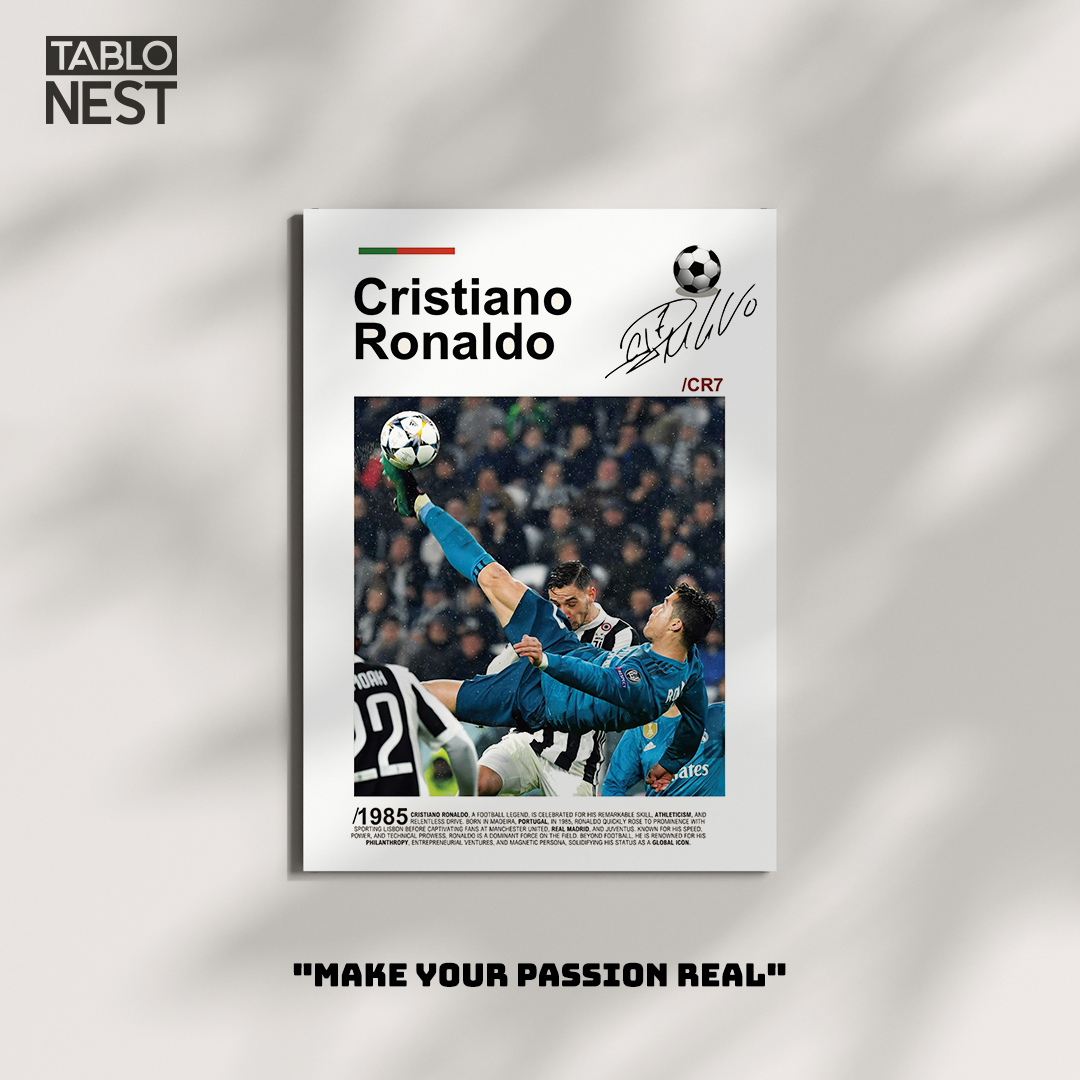 TABLO
NEST
Cristiano
Ronaldo
/CR7
22
/1985 CRISTIANO RONALDO, A FOOTBALL LEGEND, IS CELEBRATED FOR HIS REMARKABLE SKILL, ATHLETICISM, AND
RELENTLESS DRIVE. BORN IN MADEIRA, PORTUGAL, IN 1985, RONALDO QUICKLY ROSE TO PROMINENCE WITH
SPORTING LISBON BEFORE CAPTIVATING FANS AT MANCHESTER UNITED, REAL MADRID, AND JUVENTUS. KNOWN FOR HIS SPEED,
POWER, AND TECHNICAL PROWESS, RONALDO IS A DOMINANT FORCE ON THE FIELD. BEYOND FOOTBALL, HE IS RENOWNED FOR HIS
PHILANTHROPY, ENTREPRENEURIAL VENTURES, AND MAGNETIC PERSONA, SOLIDIFYING HIS STATUS AS A GLOBAL ICON.
"MAKE YOUR PASSION REAL"